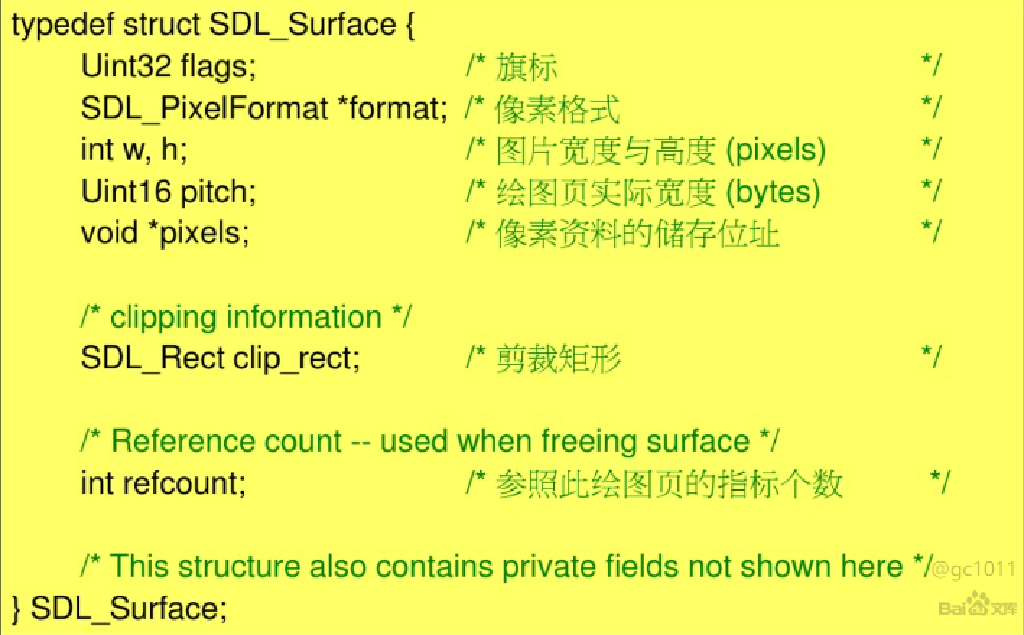 typedef struct SDL_Surface {
Uint32 flags; /* 旗标 */
SDL_PixelFormat *format; /* 像素格式 */
int w, h; /* 图片宽度与高度 (pixels) */
Uint16 pitch; /* 绘图页实际宽度 (bytes) */
void *pixels; /* 像素资料的储存位址 */
/* clipping information */
SDL_Rect clip_rect; /* 剪裁矩形 */
/* Reference count -- used when freeing surface */
int refcount; /* 参照此绘图页的指标个数 */
/* This structure also contains private fields not shown here */
@gc1011
} SDL_Surface;
Bai文库